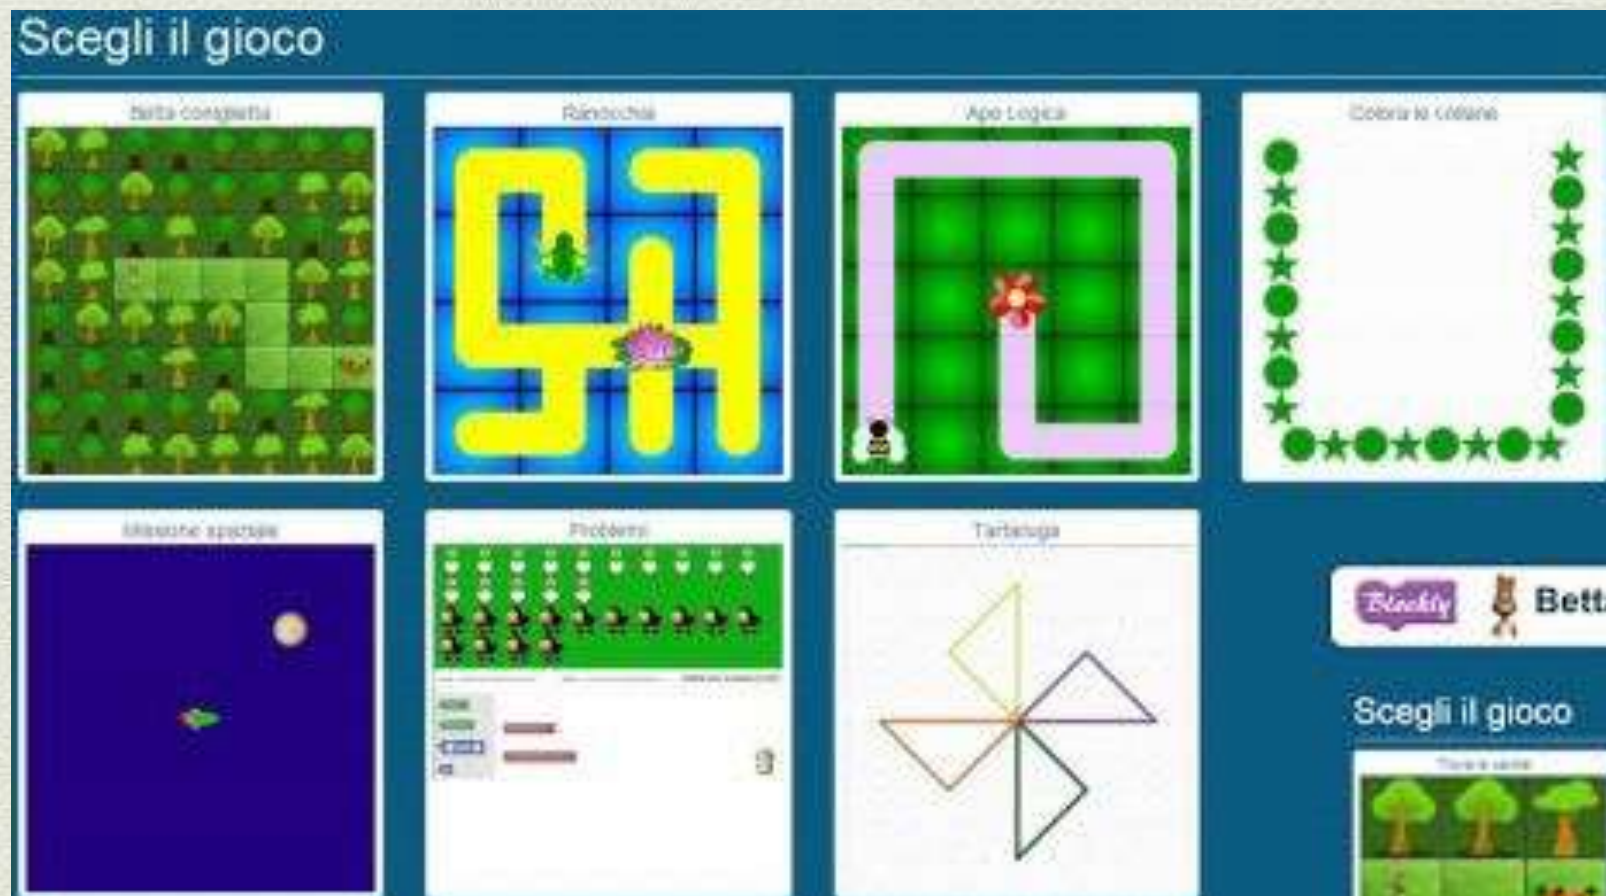 Scegli il gioco
Betta coniglietta
Ranocchia
Ape Logica
Colora le collane
Missione spaziale
Problemi
Tartaruga
Blockly
Bett
Scegli il gioco